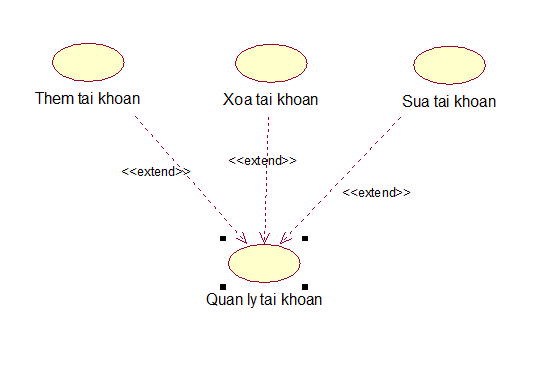 Them tai khoan
Xoa tai khoan
Sua tai khoan
<<extend>>
<<extend>>
<<extend>>
Quan ly tai khoan